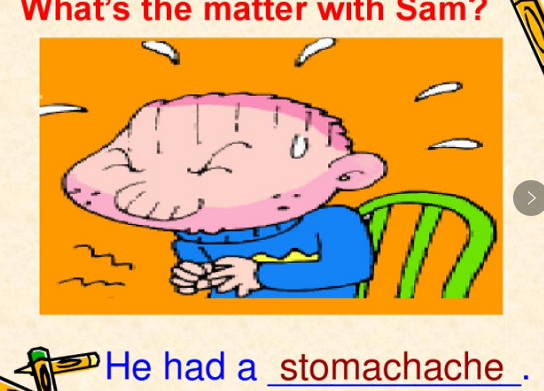 What's the matter with Sam?
He had a stomachache.